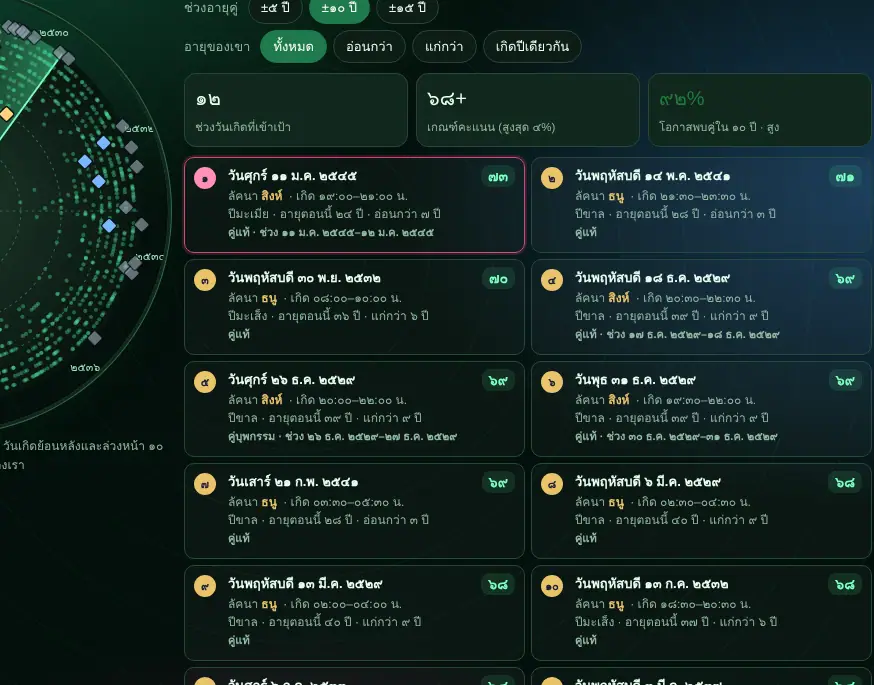 ช่วงอายุคู่ ±๕ ปี ±๑๐ ปี ±๑๕ ปี
อายุของเขา ทั้งหมด อ่อนกว่า แก่กว่า เกิดปีเดียวกัน
๑๒
ช่วงวันเกิดที่เข้าเป้า
๖๘+
เกณฑ์คะแนน (สูงสุด ๔%)
๙๒%
โอกาสพบคู่ใน ๑๐ ปี · สูง
๒๕๓๐
๒๕๓๒
๒๕๓๖
วันเกิดย้อนหลังและล่วงหน้า ๑๐
๑ วันศุกร์ ๑๑ ม.ค. ๒๕๔๕ ๗๓
ลัคนา สิงห์ · เกิด ๑๙:๐๐–๒๑:๐๐ น.
ปีมะเมีย · อายุตอนนี้ ๒๔ ปี · อ่อนกว่า ๗ ปี
คู่แท้ · ช่วง ๑๑ ม.ค. ๒๕๔๕–๑๒ ม.ค. ๒๕๔๕
๒ วันพฤหัสบดี ๑๔ พ.ค. ๒๕๔๑ ๗๑
ลัคนา ธนู · เกิด ๒๑:๓๐–๒๓:๓๐ น.
ปีขาล · อายุตอนนี้ ๒๘ ปี · อ่อนกว่า ๓ ปี
คู่แท้
๓ วันพฤหัสบดี ๓๐ พ.ย. ๒๕๓๒ ๗๐
ลัคนา ธนู · เกิด ๐๘:๐๐–๑๐:๐๐ น.
ปีมะเส็ง · อายุตอนนี้ ๓๖ ปี · แก่กว่า ๖ ปี
คู่แท้
๔ วันพฤหัสบดี ๑๘ ธ.ค. ๒๕๒๙ ๖๙
ลัคนา สิงห์ · เกิด ๒๐:๓๐–๒๒:๓๐ น.
ปีขาล · อายุตอนนี้ ๓๙ ปี · แก่กว่า ๙ ปี
คู่แท้ · ช่วง ๑๗ ธ.ค. ๒๕๒๙–๑๘ ธ.ค. ๒๕๒๙
๕ วันศุกร์ ๒๖ ธ.ค. ๒๕๒๙ ๖๙
ลัคนา สิงห์ · เกิด ๒๐:๐๐–๒๒:๐๐ น.
ปีขาล · อายุตอนนี้ ๓๙ ปี · แก่กว่า ๙ ปี
คู่บุพกรรม · ช่วง ๒๖ ธ.ค. ๒๕๒๙–๒๗ ธ.ค. ๒๕๒๙
๖ วันพุธ ๓๑ ธ.ค. ๒๕๒๙ ๖๙
ลัคนา สิงห์ · เกิด ๑๙:๓๐–๒๒:๐๐ น.
ปีขาล · อายุตอนนี้ ๓๙ ปี · แก่กว่า ๙ ปี
คู่แท้ · ช่วง ๓๐ ธ.ค. ๒๕๒๙–๓๑ ธ.ค. ๒๕๒๙
๗ วันเสาร์ ๒๑ ก.พ. ๒๕๔๑ ๖๙
ลัคนา ธนู · เกิด ๐๓:๓๐–๐๕:๓๐ น.
ปีขาล · อายุตอนนี้ ๒๘ ปี · อ่อนกว่า ๓ ปี
คู่แท้
๘ วันพฤหัสบดี ๖ มี.ค. ๒๕๒๙ ๖๘
ลัคนา ธนู · เกิด ๐๒:๓๐–๐๔:๓๐ น.
ปีขาล · อายุตอนนี้ ๔๐ ปี · แก่กว่า ๙ ปี
คู่แท้
๙ วันพฤหัสบดี ๑๓ มี.ค. ๒๕๒๙ ๖๘
ลัคนา ธนู · เกิด ๐๒:๐๐–๐๔:๐๐ น.
ปีขาล · อายุตอนนี้ ๔๐ ปี · แก่กว่า ๙ ปี
คู่แท้
๑๐ วันพฤหัสบดี ๑๓ ก.ค. ๒๕๓๒ ๖๘
ลัคนา ธนู · เกิด ๑๘:๓๐–๒๐:๓๐ น.
ปีมะเส็ง · อายุตอนนี้ ๓๗ ปี · แก่กว่า ๖ ปี
คู่แท้